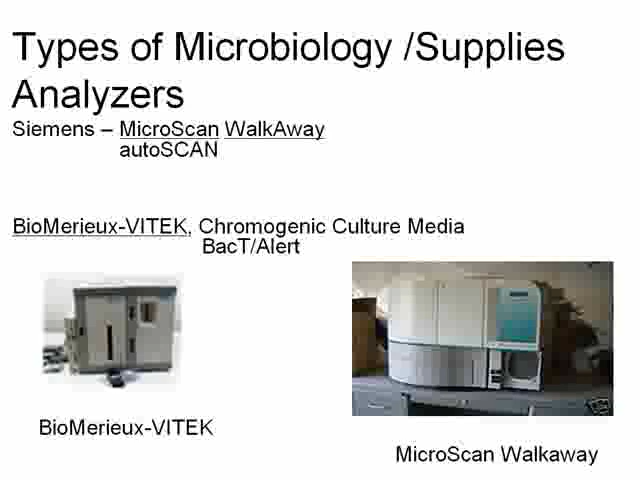 Types of Microbiology /Supplies
Analyzers
Siemens – MicroScan WalkAway
autoSCAN
BioMerieux-VITEK, Chromogenic Culture Media
BacT/Alert
BioMerieux-VITEK
MicroScan Walkaway